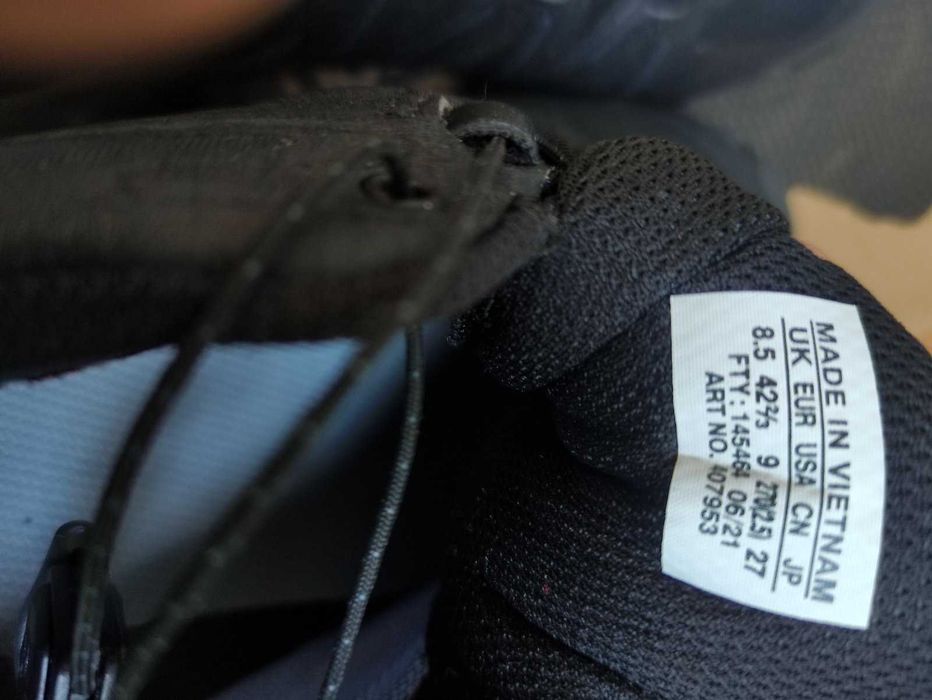 MADE IN VIETNAM
UK EUR USA CN JP
8.5 42⅔ 9 270(2.5) 27
FTY: 145464 06/21
ART NO. 407953